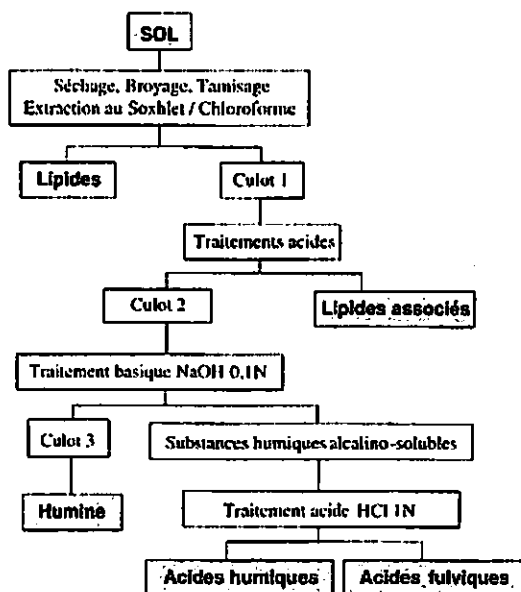 SOL
Séchage, Broyage, Tamisage
Extraction au Soxhlet / Chloroforme
Lipides
Culot 1
Traitements acides
Culot 2
Lipides associés
Traitement basique NaOH 0,1N
Culot 3
Substances humiques alcalino-solubles
Humine
Traitement acide HCl 1N
Acides humiques
Acides fulviques